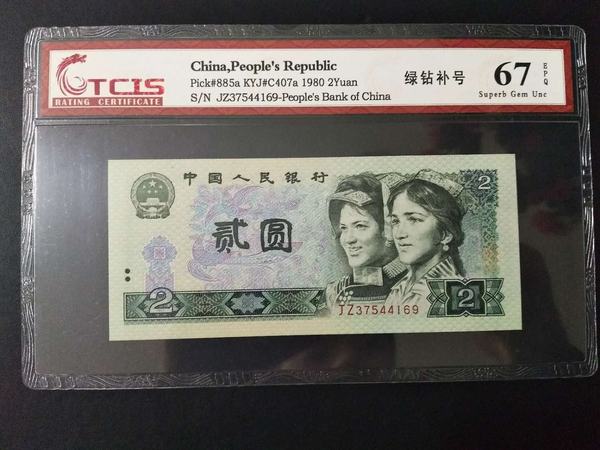 TCIS
RATING CERTIFICATE
China,People's Republic
Pick#885a KYJ#C407a 1980 2Yuan
S/N JZ37544169-People's Bank of China
绿钻补号
67
EPQ
Superb Gem Unc
中国人民银行
2
贰圆
2
2
JZ37544169